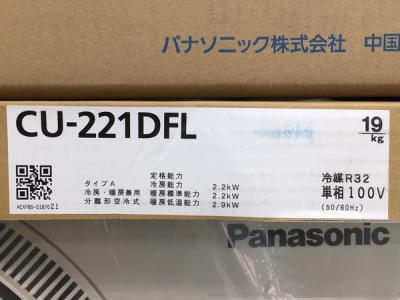 パナソニック株式会社 中国
CU-221DFL
19
kg
定格能力
タイプA 冷房能力 2.2kW
冷房・暖房兼用 暖房標準能力 2.2kW
分離形空冷式 暖房低温能力 2.9kW
冷媒R32
単相100V
(50/60Hz)
ACXF85-5187021
Panasonic